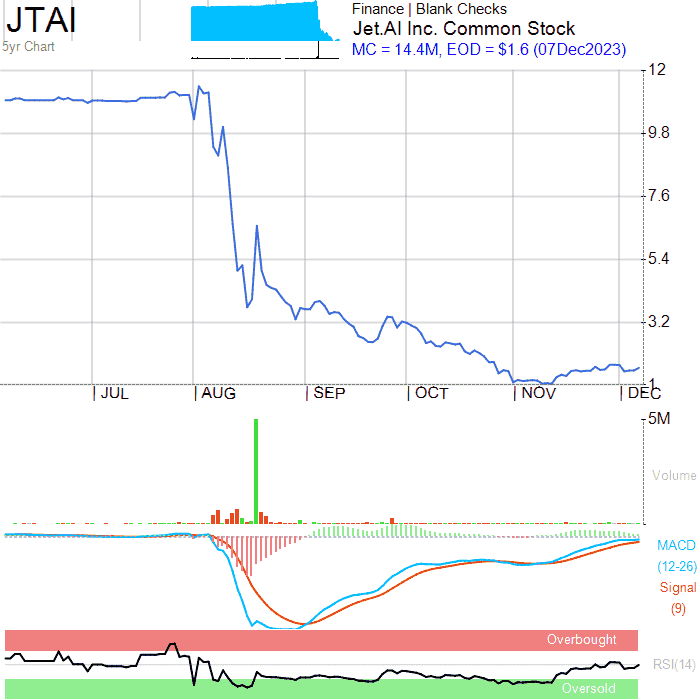 JTAI
5yr Chart
Finance | Blank Checks
Jet.AI Inc. Common Stock
MC = 14.4M, EOD = $1.6 (07Dec2023)
12
9.8
7.6
5.4
3.2
1
JUL AUG SEP OCT NOV DEC
5M
Volume
MACD
(12-26)
Signal
(9)
Overbought
RSI(14)
Oversold